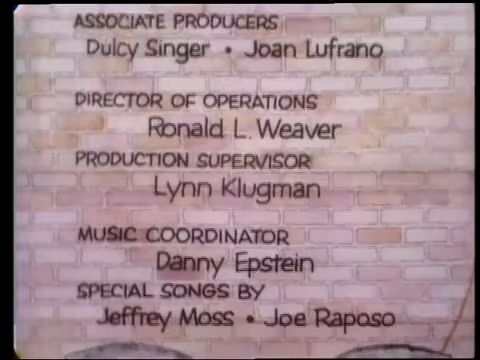 ASSOCIATE PRODUCERS
Dulcy Singer • Joan Lufrano
DIRECTOR OF OPERATIONS
Ronald L. Weaver
PRODUCTION SUPERVISOR
Lynn Klugman
MUSIC COORDINATOR
Danny Epstein
SPECIAL SONGS BY
Jeffrey Moss • Joe Raposo